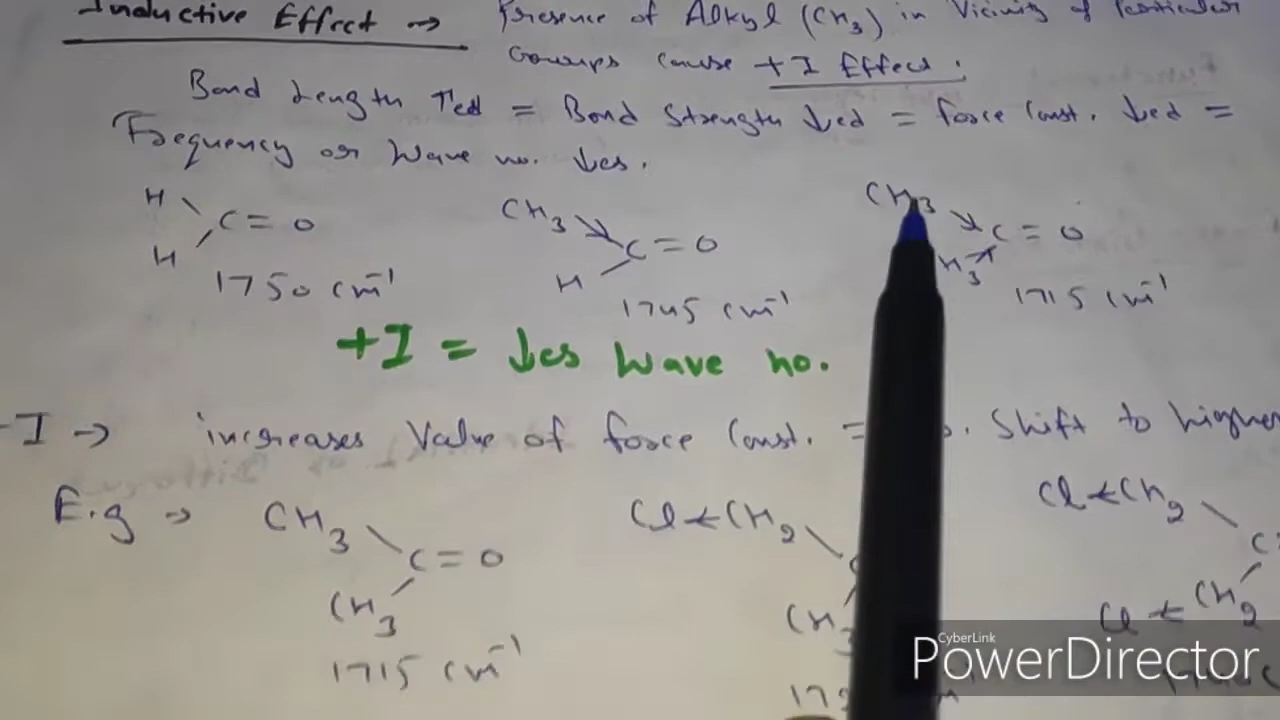 Inductive Effect → Presence of Alkyl (CH3) in Vicinity of Particular
Groups cause +I Effect.
Bond Length ↑ed = Bond Strength ↓ed = force Const. ↓ed =
Frequency or Wave no. ↓es.
H
C=O
H
1750 cm-1
CH3
C=O
H
1745 cm-1
CH3
C=O
H3
1715 cm-1
+I = ↓es Wave no.
-I → increases Value of force Const. = Shift to higher
E.g → CH3
C=O
CH3
1715 cm-1
Cl←CH2
CH3
Cl←CH2
C
Cl←CH2
CyberLink
PowerDirector